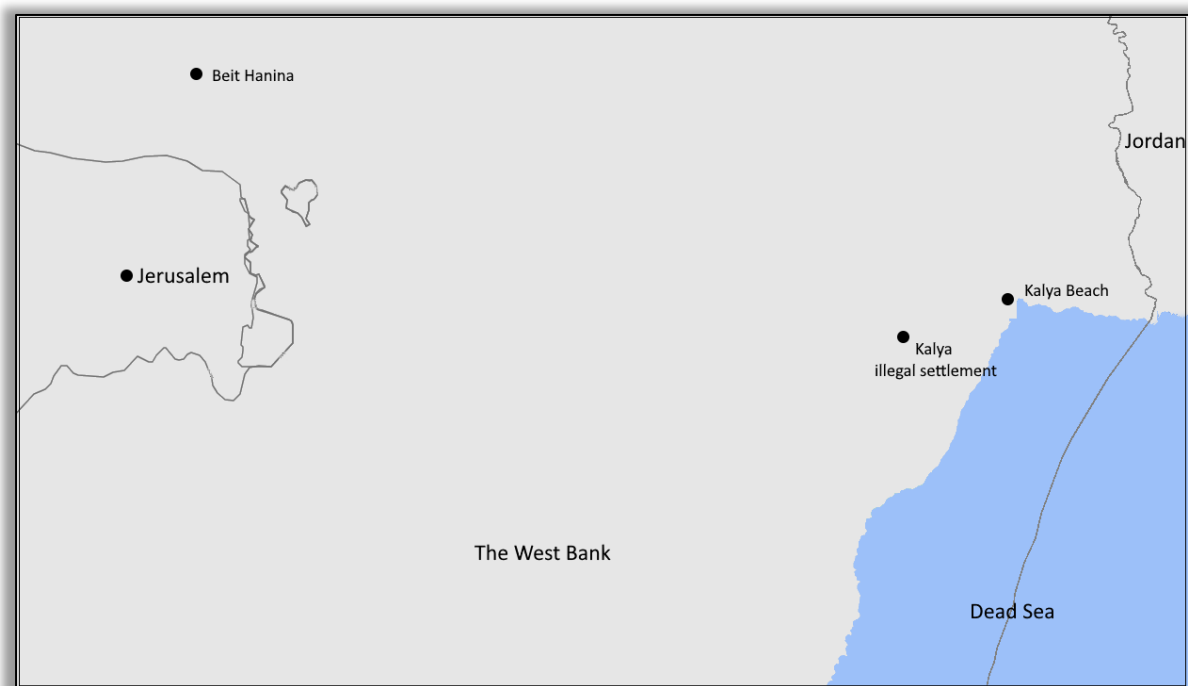 Beit Hanina
Jordan
Jerusalem
Kalya Beach
Kalya
illegal settlement
The West Bank
Dead Sea